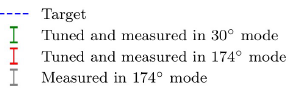 Target
Tuned and measured in 30° mode
Tuned and measured in 174° mode
Measured in 174° mode